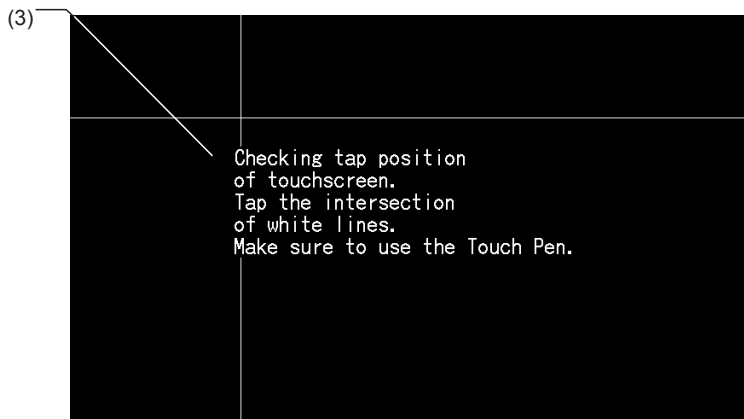 (3)
Checking tap position
of touchscreen.
Tap the intersection
of white lines.
Make sure to use the Touch Pen.